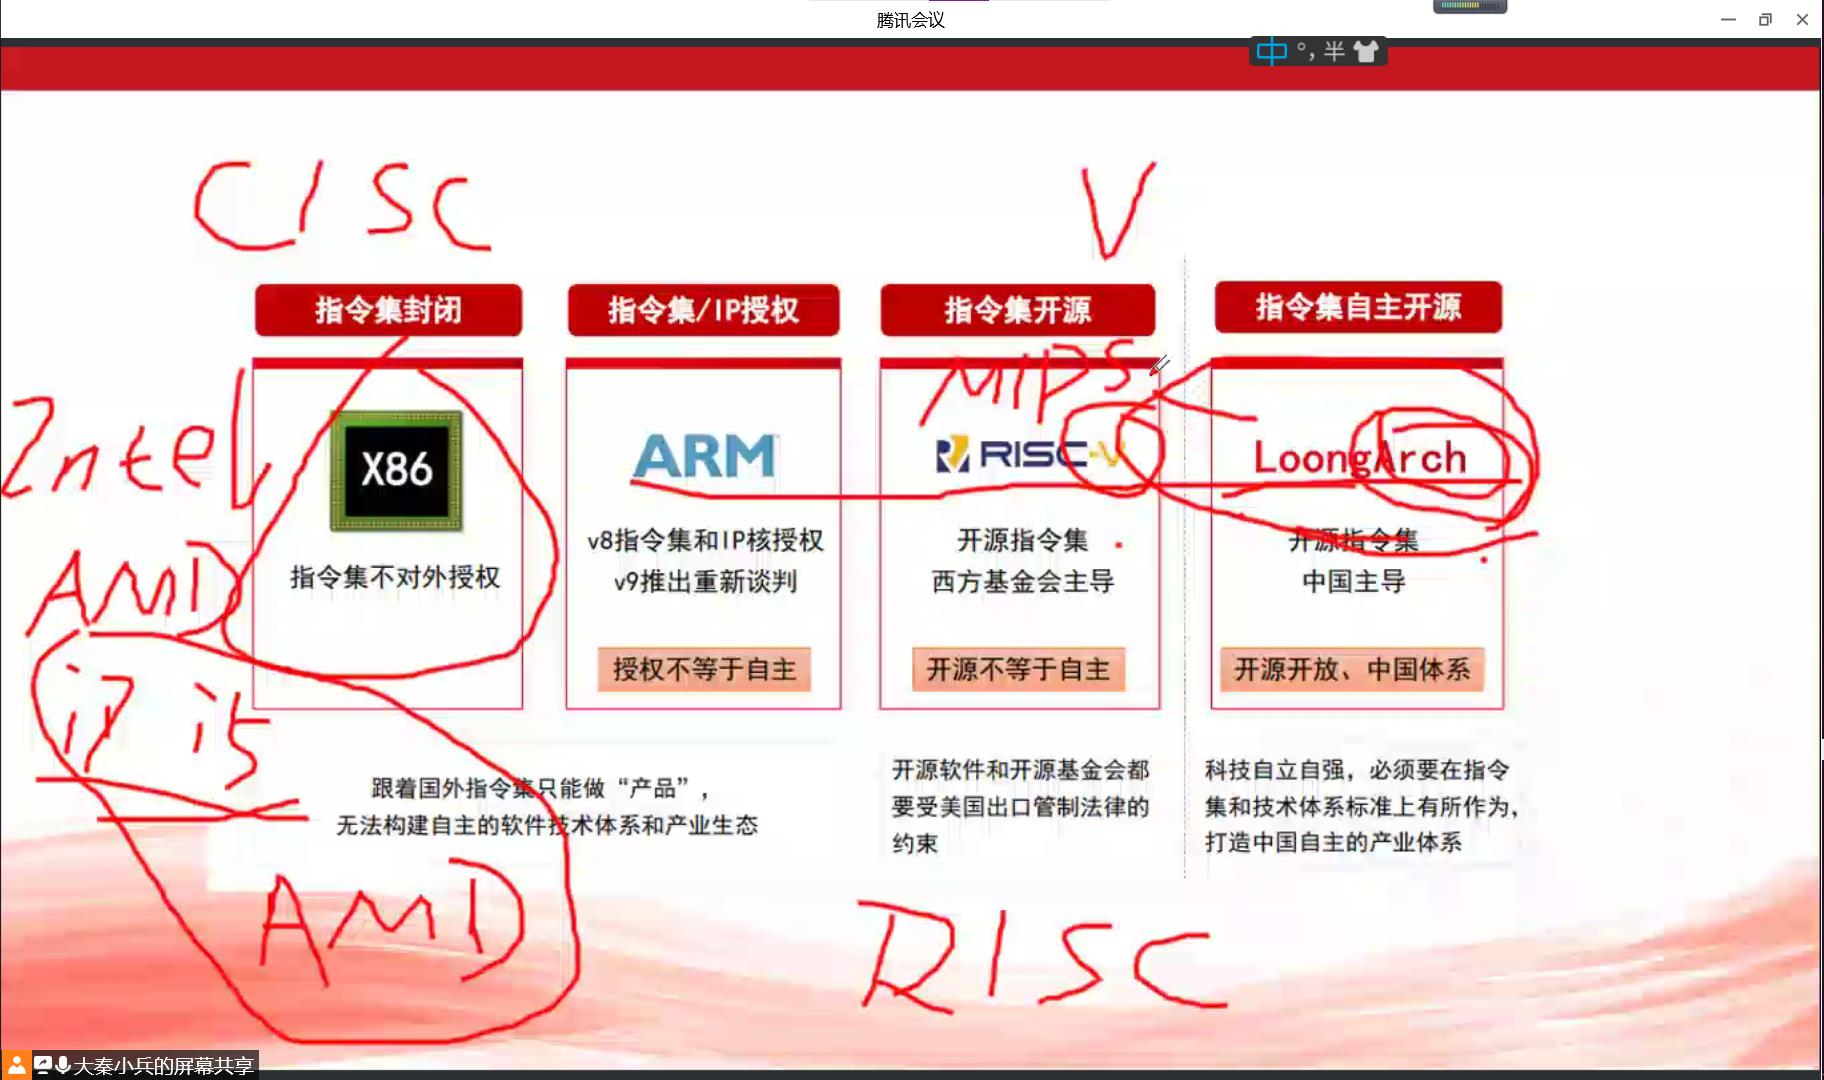 腾讯会议
中 °, 半
CISC
V
指令集封闭
指令集/IP授权
指令集开源
指令集自主开源
MIPS
Intel
X86
ARM
RISC-V
LoongArch
指令集不对外授权
v8指令集和IP核授权
v9推出重新谈判
开源指令集
西方基金会主导
开源指令集
中国主导
AMD
授权不等于自主
开源不等于自主
开源开放、中国体系
i7 i5
跟着国外指令集只能做“产品”,
无法构建自主的软件技术体系和产业生态
开源软件和开源基金会都
要受美国出口管制法律的
约束
科技自立自强，必须要在指令
集和技术体系标准上有所作为，
打造中国自主的产业体系
AMD
RISC
大秦小兵的屏幕共享